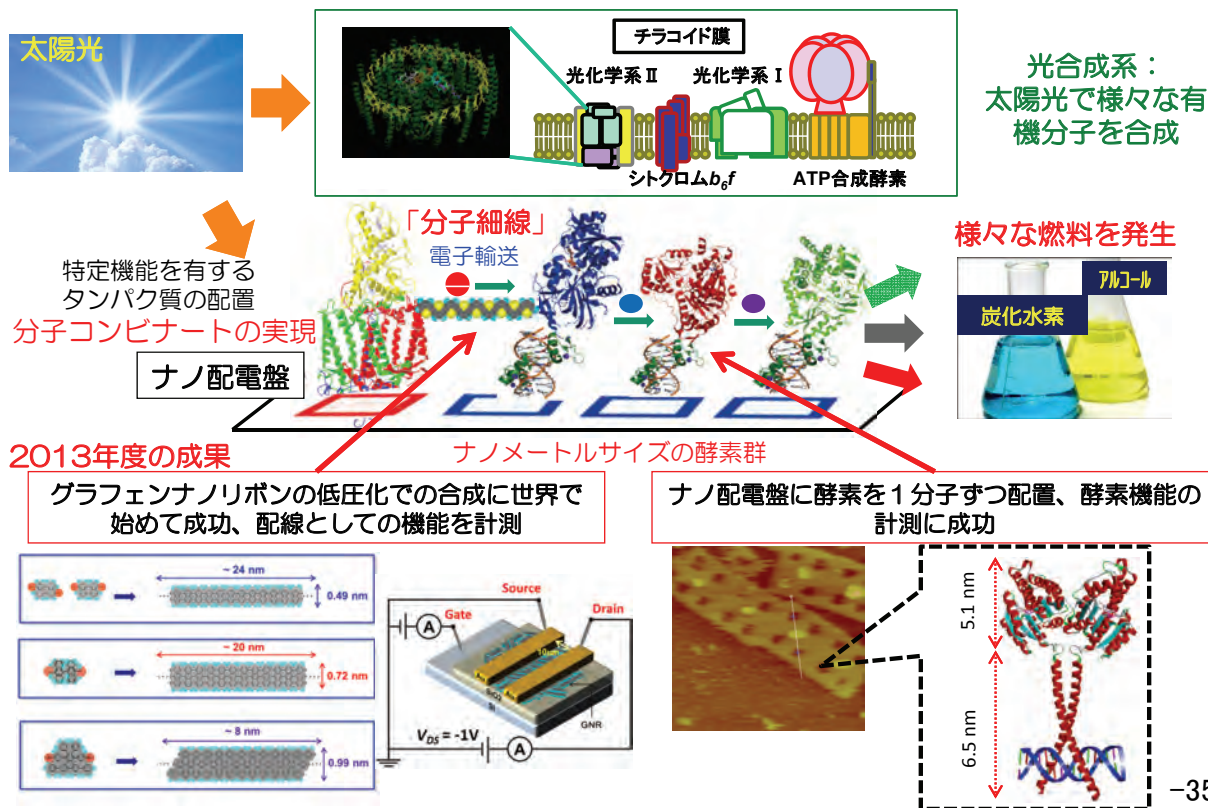 太陽光
チラコイド膜
光化学系Ⅱ
光化学系Ⅰ
シトクロムb6f
ATP合成酵素
光合成系：
太陽光で様々な有
機分子を合成
特定機能を有する
タンパク質の配置
分子コンビナートの実現
ナノ配電盤
「分子細線」
電子輸送
様々な燃料を発生
アルコール
炭化水素
ナノメートルサイズの酵素群
2013年度の成果
グラフェンナノリボンの低圧化での合成に世界で
始めて成功、配線としての機能を計測
ナノ配電盤に酵素を１分子ずつ配置、酵素機能の
計測に成功
~ 24 nm
0.49 nm
~ 20 nm
0.72 nm
~ 8 nm
0.99 nm
Source
Drain
Gate
A
10μm
SiO2
Si
GNR
VDS = -1V
A
5.1 nm
6.5 nm
-35